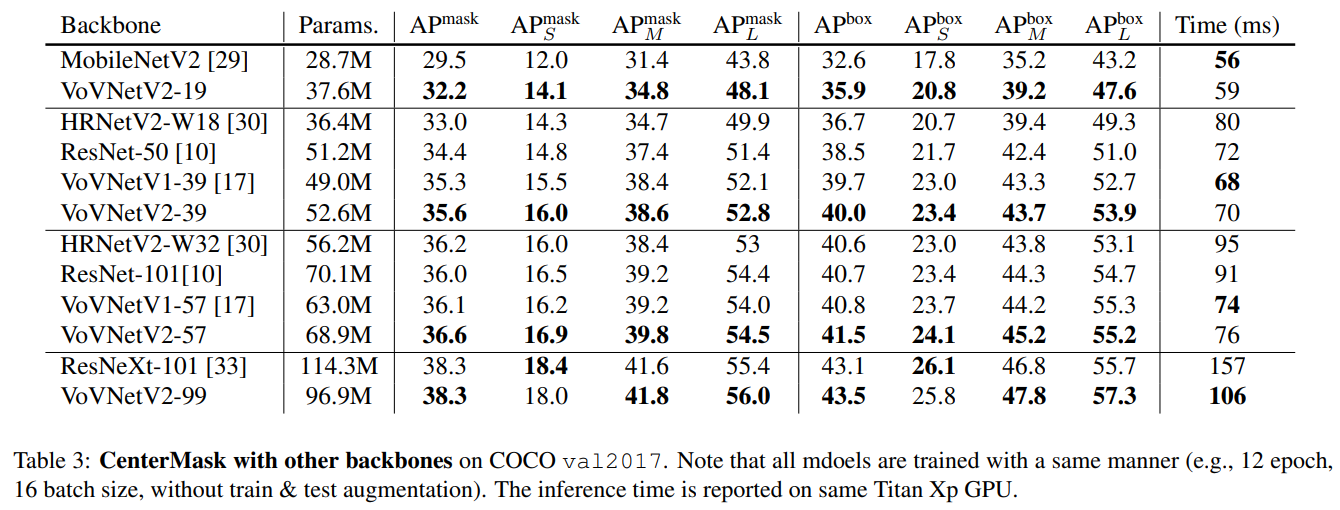 Backbone Params. AP^mask AP_S^mask AP_M^mask AP_L^mask AP^box AP_S^box AP_M^box AP_L^box Time (ms)
MobileNetV2 [29] 28.7M 29.5 12.0 31.4 43.8 32.6 17.8 35.2 43.2 56
VoVNetV2-19 37.6M 32.2 14.1 34.8 48.1 35.9 20.8 39.2 47.6 59
HRNetV2-W18 [30] 36.4M 33.0 14.3 34.7 49.9 36.7 20.7 39.4 49.3 80
ResNet-50 [10] 51.2M 34.4 14.8 37.4 51.4 38.5 21.7 42.4 51.0 72
VoVNetV1-39 [17] 49.0M 35.3 15.5 38.4 52.1 39.7 23.0 43.3 52.7 68
VoVNetV2-39 52.6M 35.6 16.0 38.6 52.8 40.0 23.4 43.7 53.9 70
HRNetV2-W32 [30] 56.2M 36.2 16.0 38.4 53 40.6 23.0 43.8 53.1 95
ResNet-101[10] 70.1M 36.0 16.5 39.2 54.4 40.7 23.4 44.3 54.7 91
VoVNetV1-57 [17] 63.0M 36.1 16.2 39.2 54.0 40.8 23.7 44.2 55.3 74
VoVNetV2-57 68.9M 36.6 16.9 39.8 54.5 41.5 24.1 45.2 55.2 76
ResNeXt-101 [33] 114.3M 38.3 18.4 41.6 55.4 43.1 26.1 46.8 55.7 157
VoVNetV2-99 96.9M 38.3 18.0 41.8 56.0 43.5 25.8 47.8 57.3 106
Table 3: CenterMask with other backbones on COCO val2017. Note that all mdoels are trained with a same manner (e.g., 12 epoch,
16 batch size, without train & test augmentation). The inference time is reported on same Titan Xp GPU.